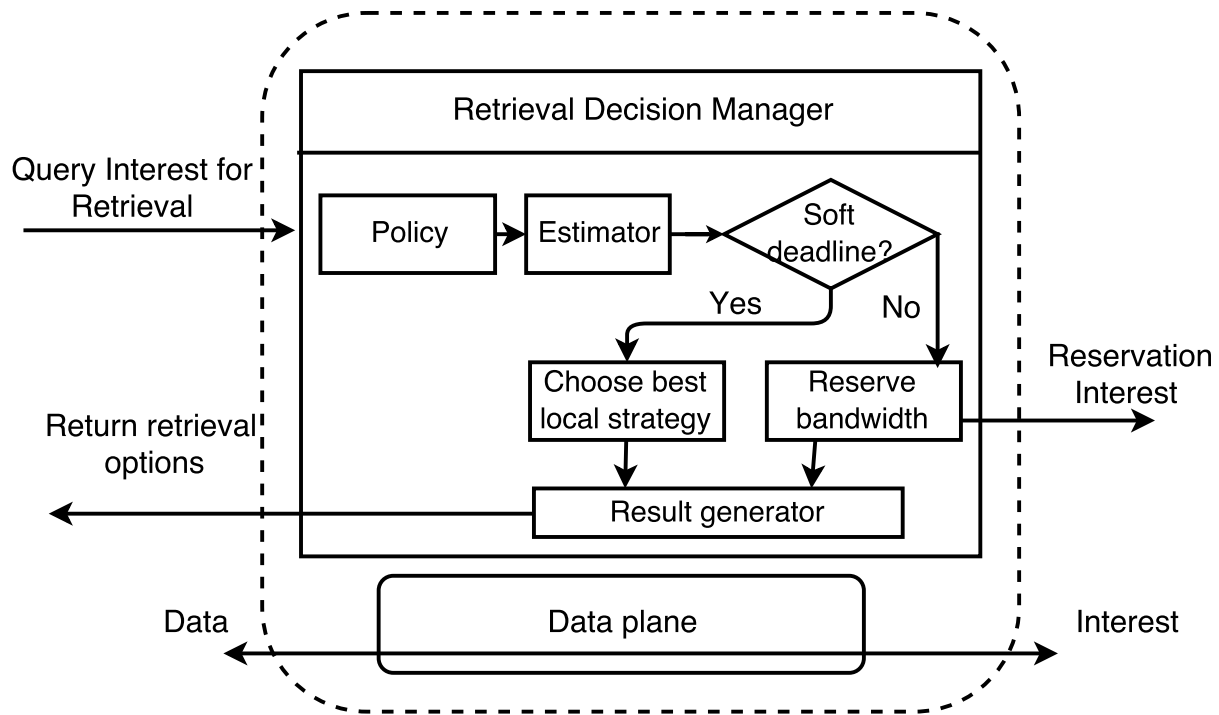 Retrieval Decision Manager
Query Interest for
Retrieval
Policy
Estimator
Soft
deadline?
Yes
No
Choose best
local strategy
Reserve
bandwidth
Reservation
Interest
Return retrieval
options
Result generator
Data
Data plane
Interest